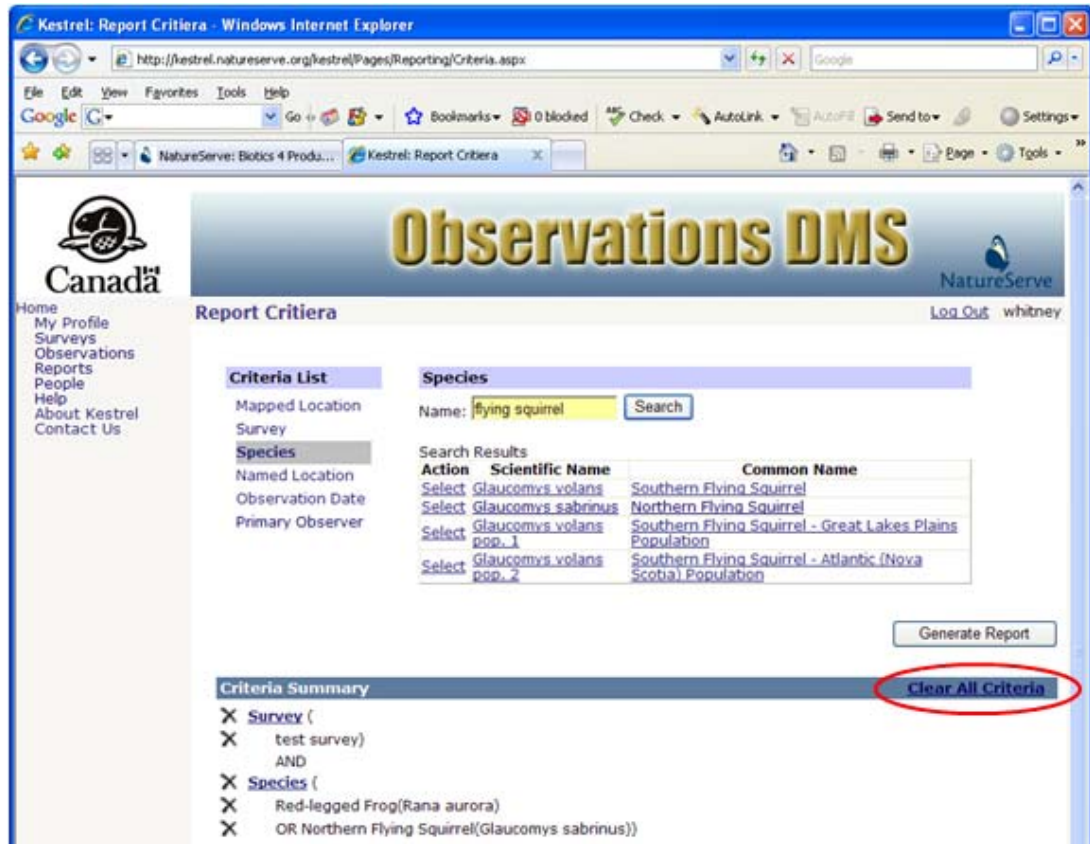 Kestrel: Report Critiera - Windows Internet Explorer
http://kestrel.natureserve.org/kestrel/Pages/Reporting/Criteria.aspx
Google
File Edit View Favorites Tools Help
Google G Go Bookmarks 0 blocked Check AutoLink AutoFill Send to Settings
NatureServe: Biotics 4 Produ... Kestrel: Report Critiera Page Tools
Canada
Observations DMS
NatureServe
Home
My Profile
Surveys
Observations
Reports
People
Help
About Kestrel
Contact Us
Report Critiera
Log Out whitney
Criteria List
Mapped Location
Survey
Species
Named Location
Observation Date
Primary Observer
Species
Name: flying squirrel Search
Search Results
Action Scientific Name Common Name
Select Glaucomys volans Southern Flying Squirrel
Select Glaucomys sabrinus Northern Flying Squirrel
Select Glaucomys volans pop. 1 Southern Flying Squirrel - Great Lakes Plains Population
Select Glaucomys volans pop. 2 Southern Flying Squirrel - Atlantic (Nova Scotia) Population
Generate Report
Criteria Summary Clear All Criteria
Survey (
test survey)
AND
Species (
Red-legged Frog(Rana aurora)
OR Northern Flying Squirrel(Glaucomys sabrinus))